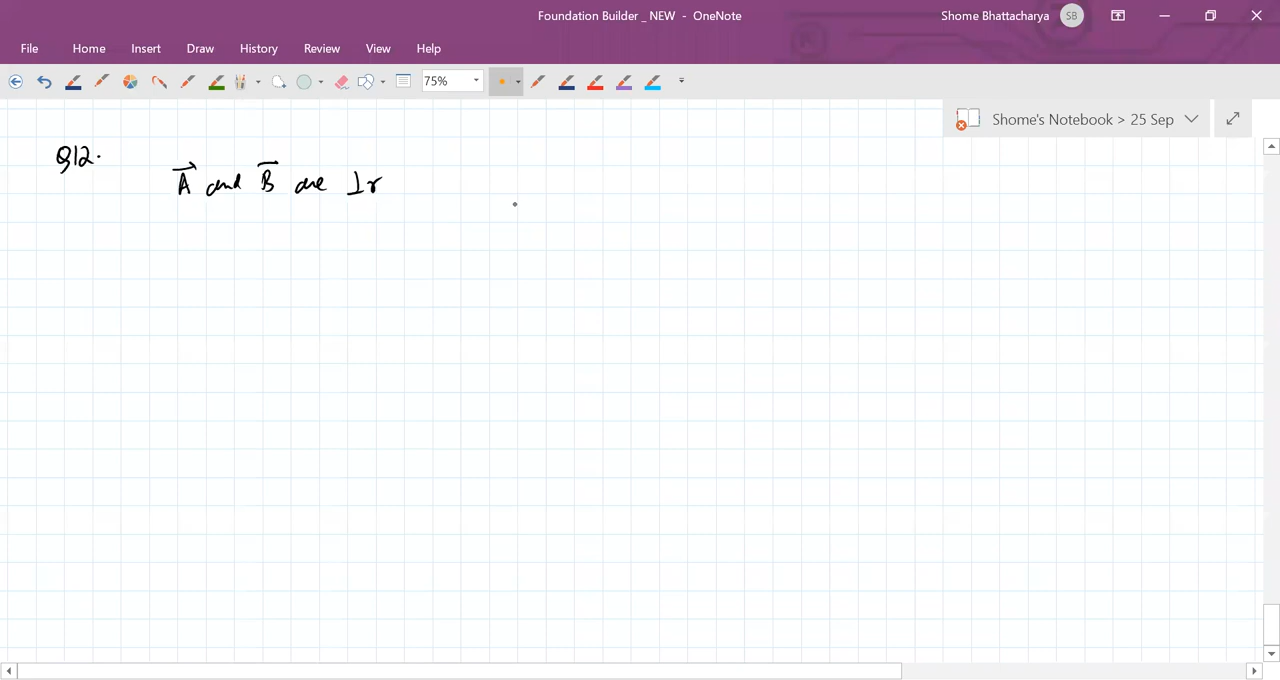 Foundation Builder _ NEW - OneNote
Shome Bhattacharya SB
File Home Insert Draw History Review View Help
75%
Shome's Notebook > 25 Sep
Q12.
A⃗ and B⃗ are ⊥r